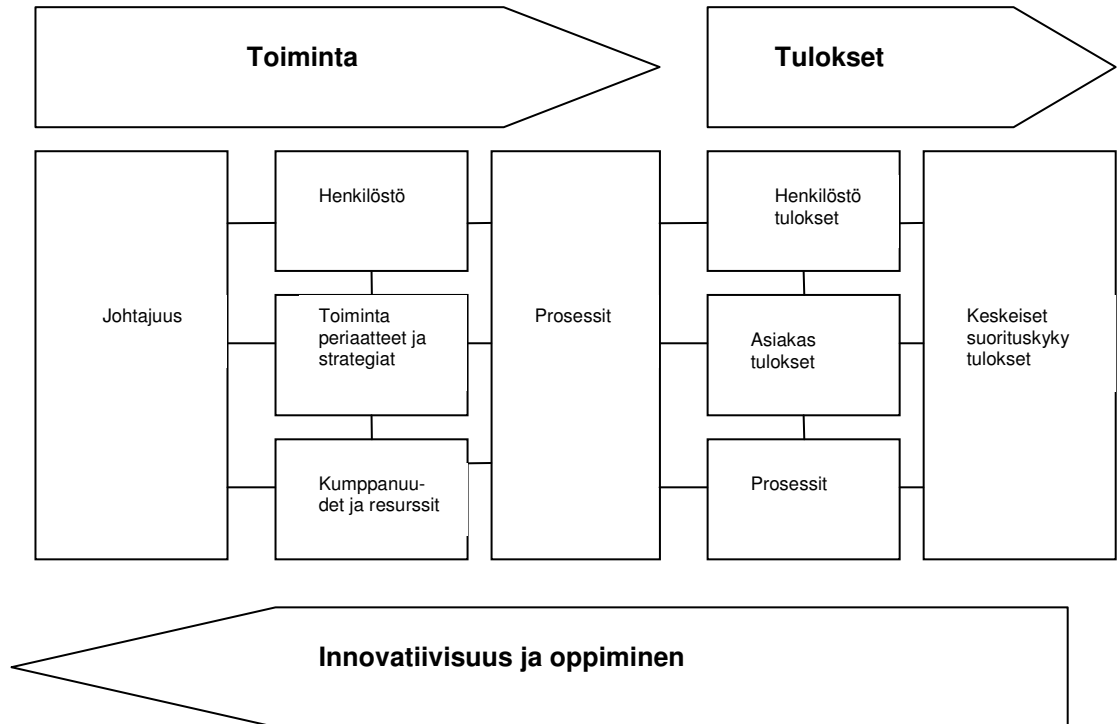 Toiminta
Tulokset
Johtajuus
Henkilöstö
Toiminta
periaatteet ja
strategiat
Kumppanuu-
det ja resurssit
Prosessit
Henkilöstö
tulokset
Asiakas
tulokset
Prosessit
Keskeiset
suorituskyky
tulokset
Innovatiivisuus ja oppiminen